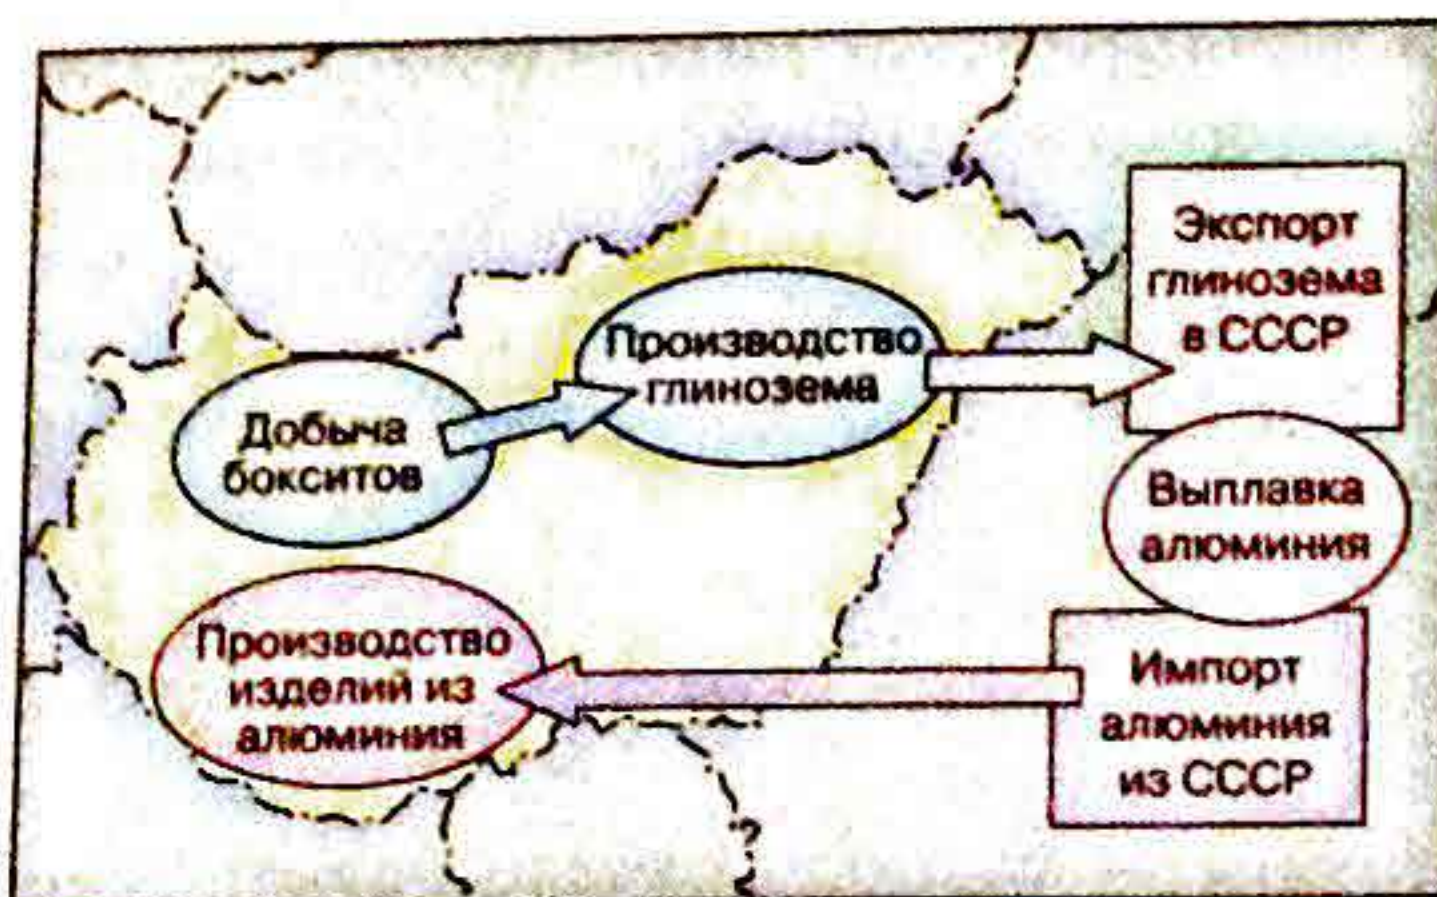 Добыча
бокситов
Производство
глинозема
Экспорт
глинозема
в СССР
Выплавка
алюминия
Импорт
алюминия
из СССР
Производство
изделий из
алюминия